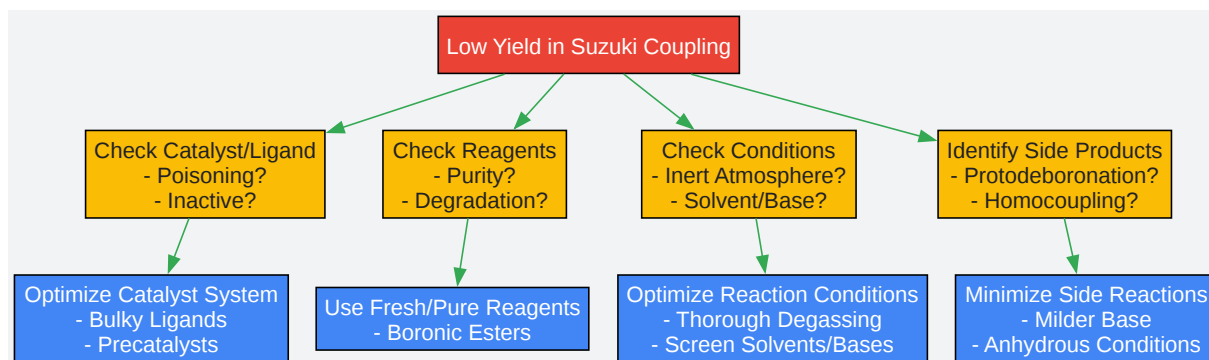 Low Yield in Suzuki Coupling
Check Catalyst/Ligand
- Poisoning?
- Inactive?
Check Reagents
- Purity?
- Degradation?
Check Conditions
- Inert Atmosphere?
- Solvent/Base?
Identify Side Products
- Protodeboronation?
- Homocoupling?
Optimize Catalyst System
- Bulky Ligands
- Precatalysts
Use Fresh/Pure Reagents
- Boronic Esters
Optimize Reaction Conditions
- Thorough Degassing
- Screen Solvents/Bases
Minimize Side Reactions
- Milder Base
- Anhydrous Conditions